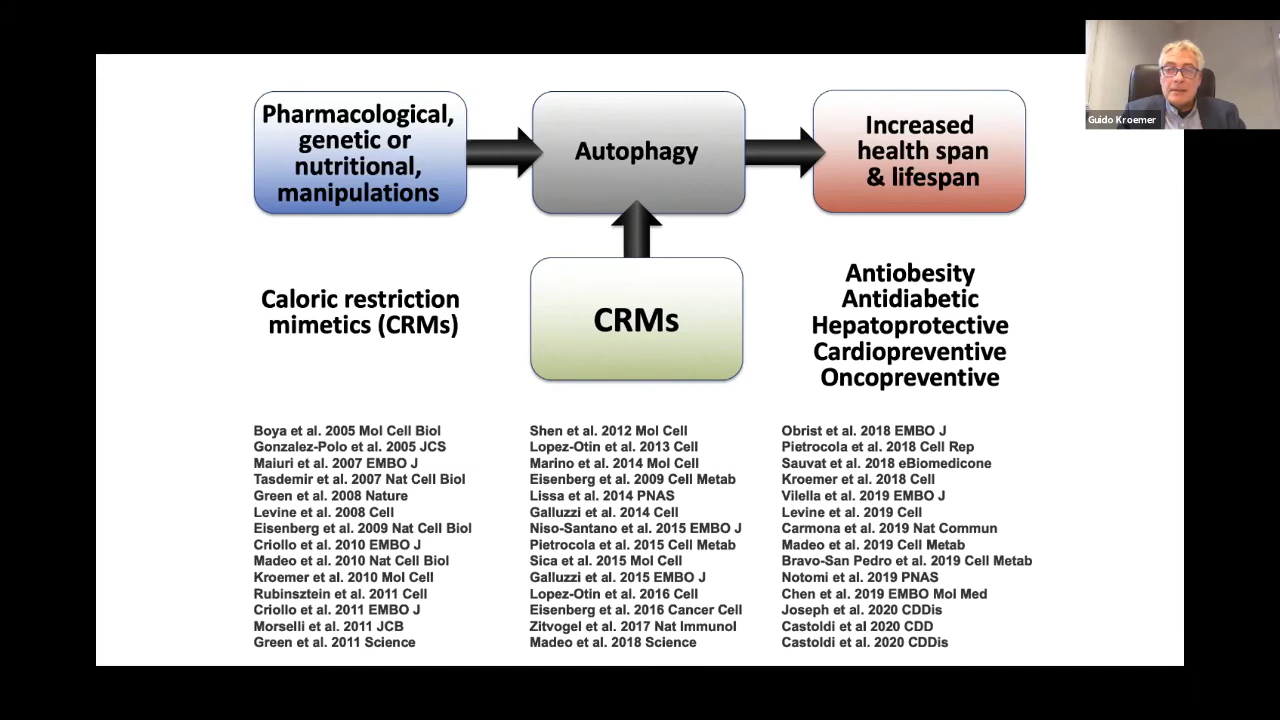 Guido Kroemer
Pharmacological,
genetic or
nutritional,
manipulations
Autophagy
Increased
health span
& lifespan
Caloric restriction
mimetics (CRMs)
CRMs
Antiobesity
Antidiabetic
Hepatoprotective
Cardiopreventive
Oncopreventive
Boya et al. 2005 Mol Cell Biol
Gonzalez-Polo et al. 2005 JCS
Maiuri et al. 2007 EMBO J
Tasdemir et al. 2007 Nat Cell Biol
Green et al. 2008 Nature
Levine et al. 2008 Cell
Eisenberg et al. 2009 Nat Cell Biol
Criollo et al. 2010 EMBO J
Madeo et al. 2010 Nat Cell Biol
Kroemer et al. 2010 Mol Cell
Rubinsztein et al. 2011 Cell
Criollo et al. 2011 EMBO J
Morselli et al. 2011 JCB
Green et al. 2011 Science
Shen et al. 2012 Mol Cell
Lopez-Otin et al. 2013 Cell
Marino et al. 2014 Mol Cell
Eisenberg et al. 2009 Cell Metab
Lissa et al. 2014 PNAS
Galluzzi et al. 2014 Cell
Niso-Santano et al. 2015 EMBO J
Pietrocola et al. 2015 Cell Metab
Sica et al. 2015 Mol Cell
Galluzzi et al. 2015 EMBO J
Lopez-Otin et al. 2016 Cell
Eisenberg et al. 2016 Cancer Cell
Zitvogel et al. 2017 Nat Immunol
Madeo et al. 2018 Science
Obrist et al. 2018 EMBO J
Pietrocola et al. 2018 Cell Rep
Sauvat et al. 2018 eBiomedicone
Kroemer et al. 2018 Cell
Vilella et al. 2019 EMBO J
Levine et al. 2019 Cell
Carmona et al. 2019 Nat Commun
Madeo et al. 2019 Cell Metab
Bravo-San Pedro et al. 2019 Cell Metab
Notomi et al. 2019 PNAS
Chen et al. 2019 EMBO Mol Med
Joseph et al. 2020 CDDis
Castoldi et al 2020 CDD
Castoldi et al. 2020 CDDis